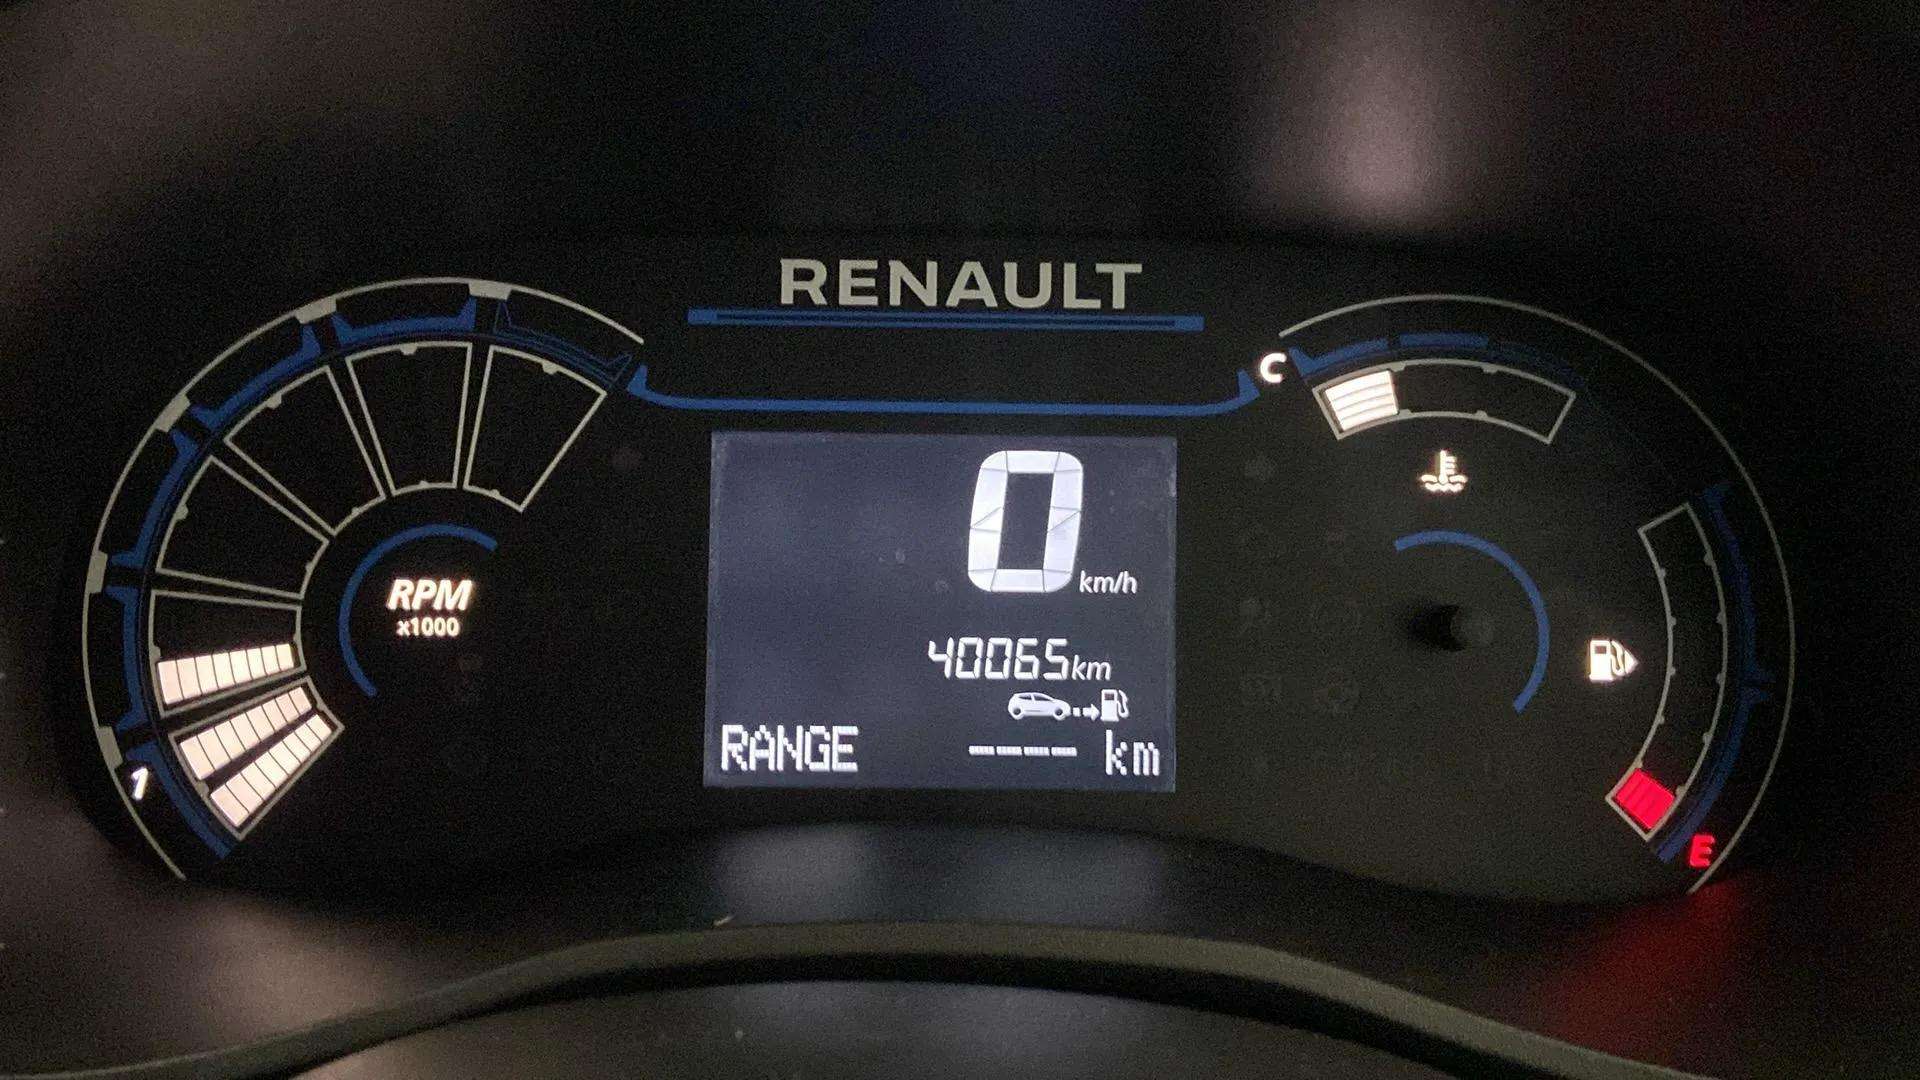 RENAULT
C
0 km/h
RPM
x1000
40065km
RANGE ---- km
1
E